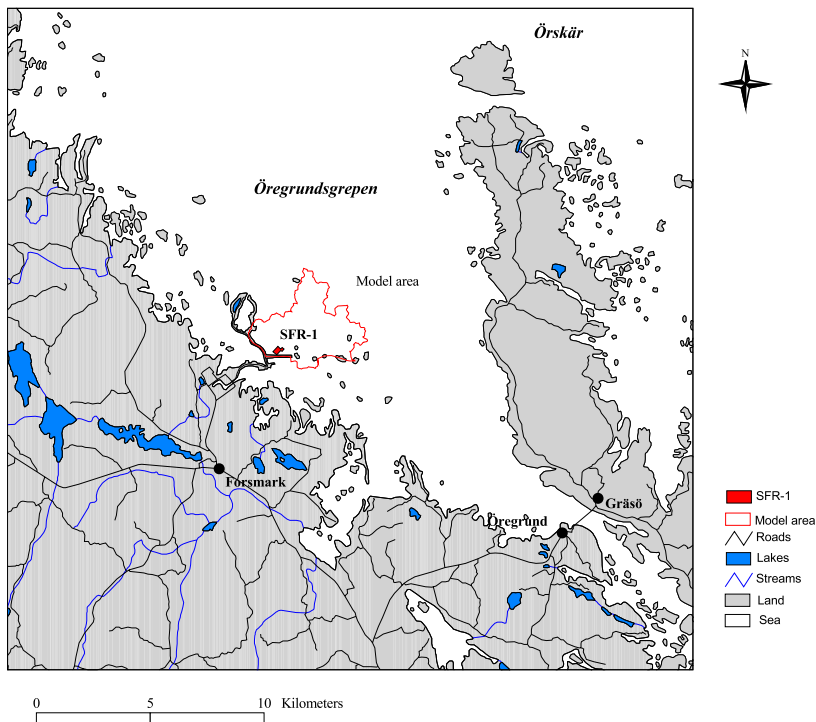 Örskär
N
Öregrundsgrepen
Model area
SFR-1
Forsmark
Gräsö
Öregrund
SFR-1
Model area
Roads
Lakes
Streams
Land
Sea
0 5 10 Kilometers